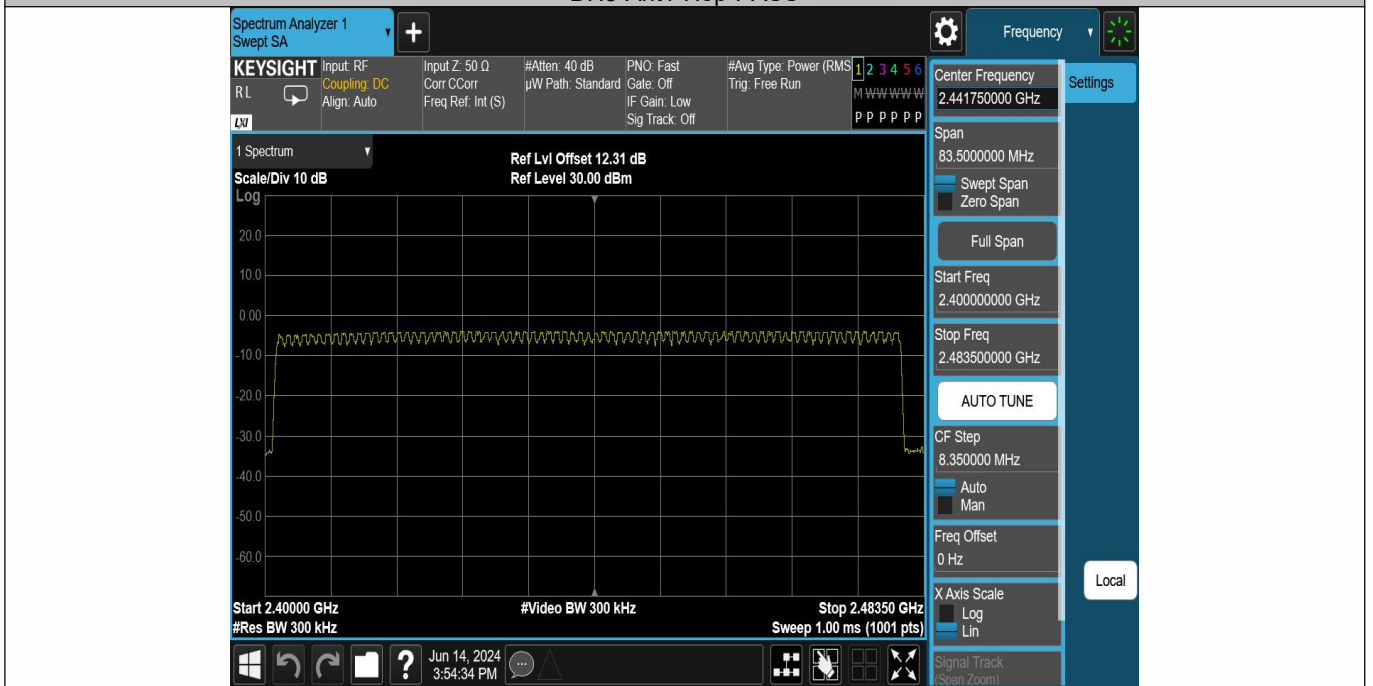 Spectrum Analyzer 1
Swept SA
Frequency
KEYSIGHT
RL
LXI
Input: RF
Coupling: DC
Align: Auto
Input Z: 50 Ω
Corr CCorr
Freq Ref: Int (S)
#Atten: 40 dB
µW Path: Standard
PNO: Fast
Gate: Off
IF Gain: Low
Sig Track: Off
#Avg Type: Power (RMS
Trig: Free Run
1 2 3 4 5 6
M W W W W W
P P P P P P
Center Frequency
2.441750000 GHz
Settings
Span
83.5000000 MHz
Swept Span
Zero Span
Full Span
Start Freq
2.400000000 GHz
Stop Freq
2.483500000 GHz
AUTO TUNE
CF Step
8.350000 MHz
Auto
Man
Freq Offset
0 Hz
X Axis Scale
Log
Lin
Signal Track
(Span Zoom)
Local
1 Spectrum
Scale/Div 10 dB
Ref Lvl Offset 12.31 dB
Ref Level 30.00 dBm
Log
20.0
10.0
0.00
-10.0
-20.0
-30.0
-40.0
-50.0
-60.0
Start 2.40000 GHz
#Res BW 300 kHz
#Video BW 300 kHz
Stop 2.48350 GHz
Sweep 1.00 ms (1001 pts)
?
Jun 14, 2024
3:54:34 PM